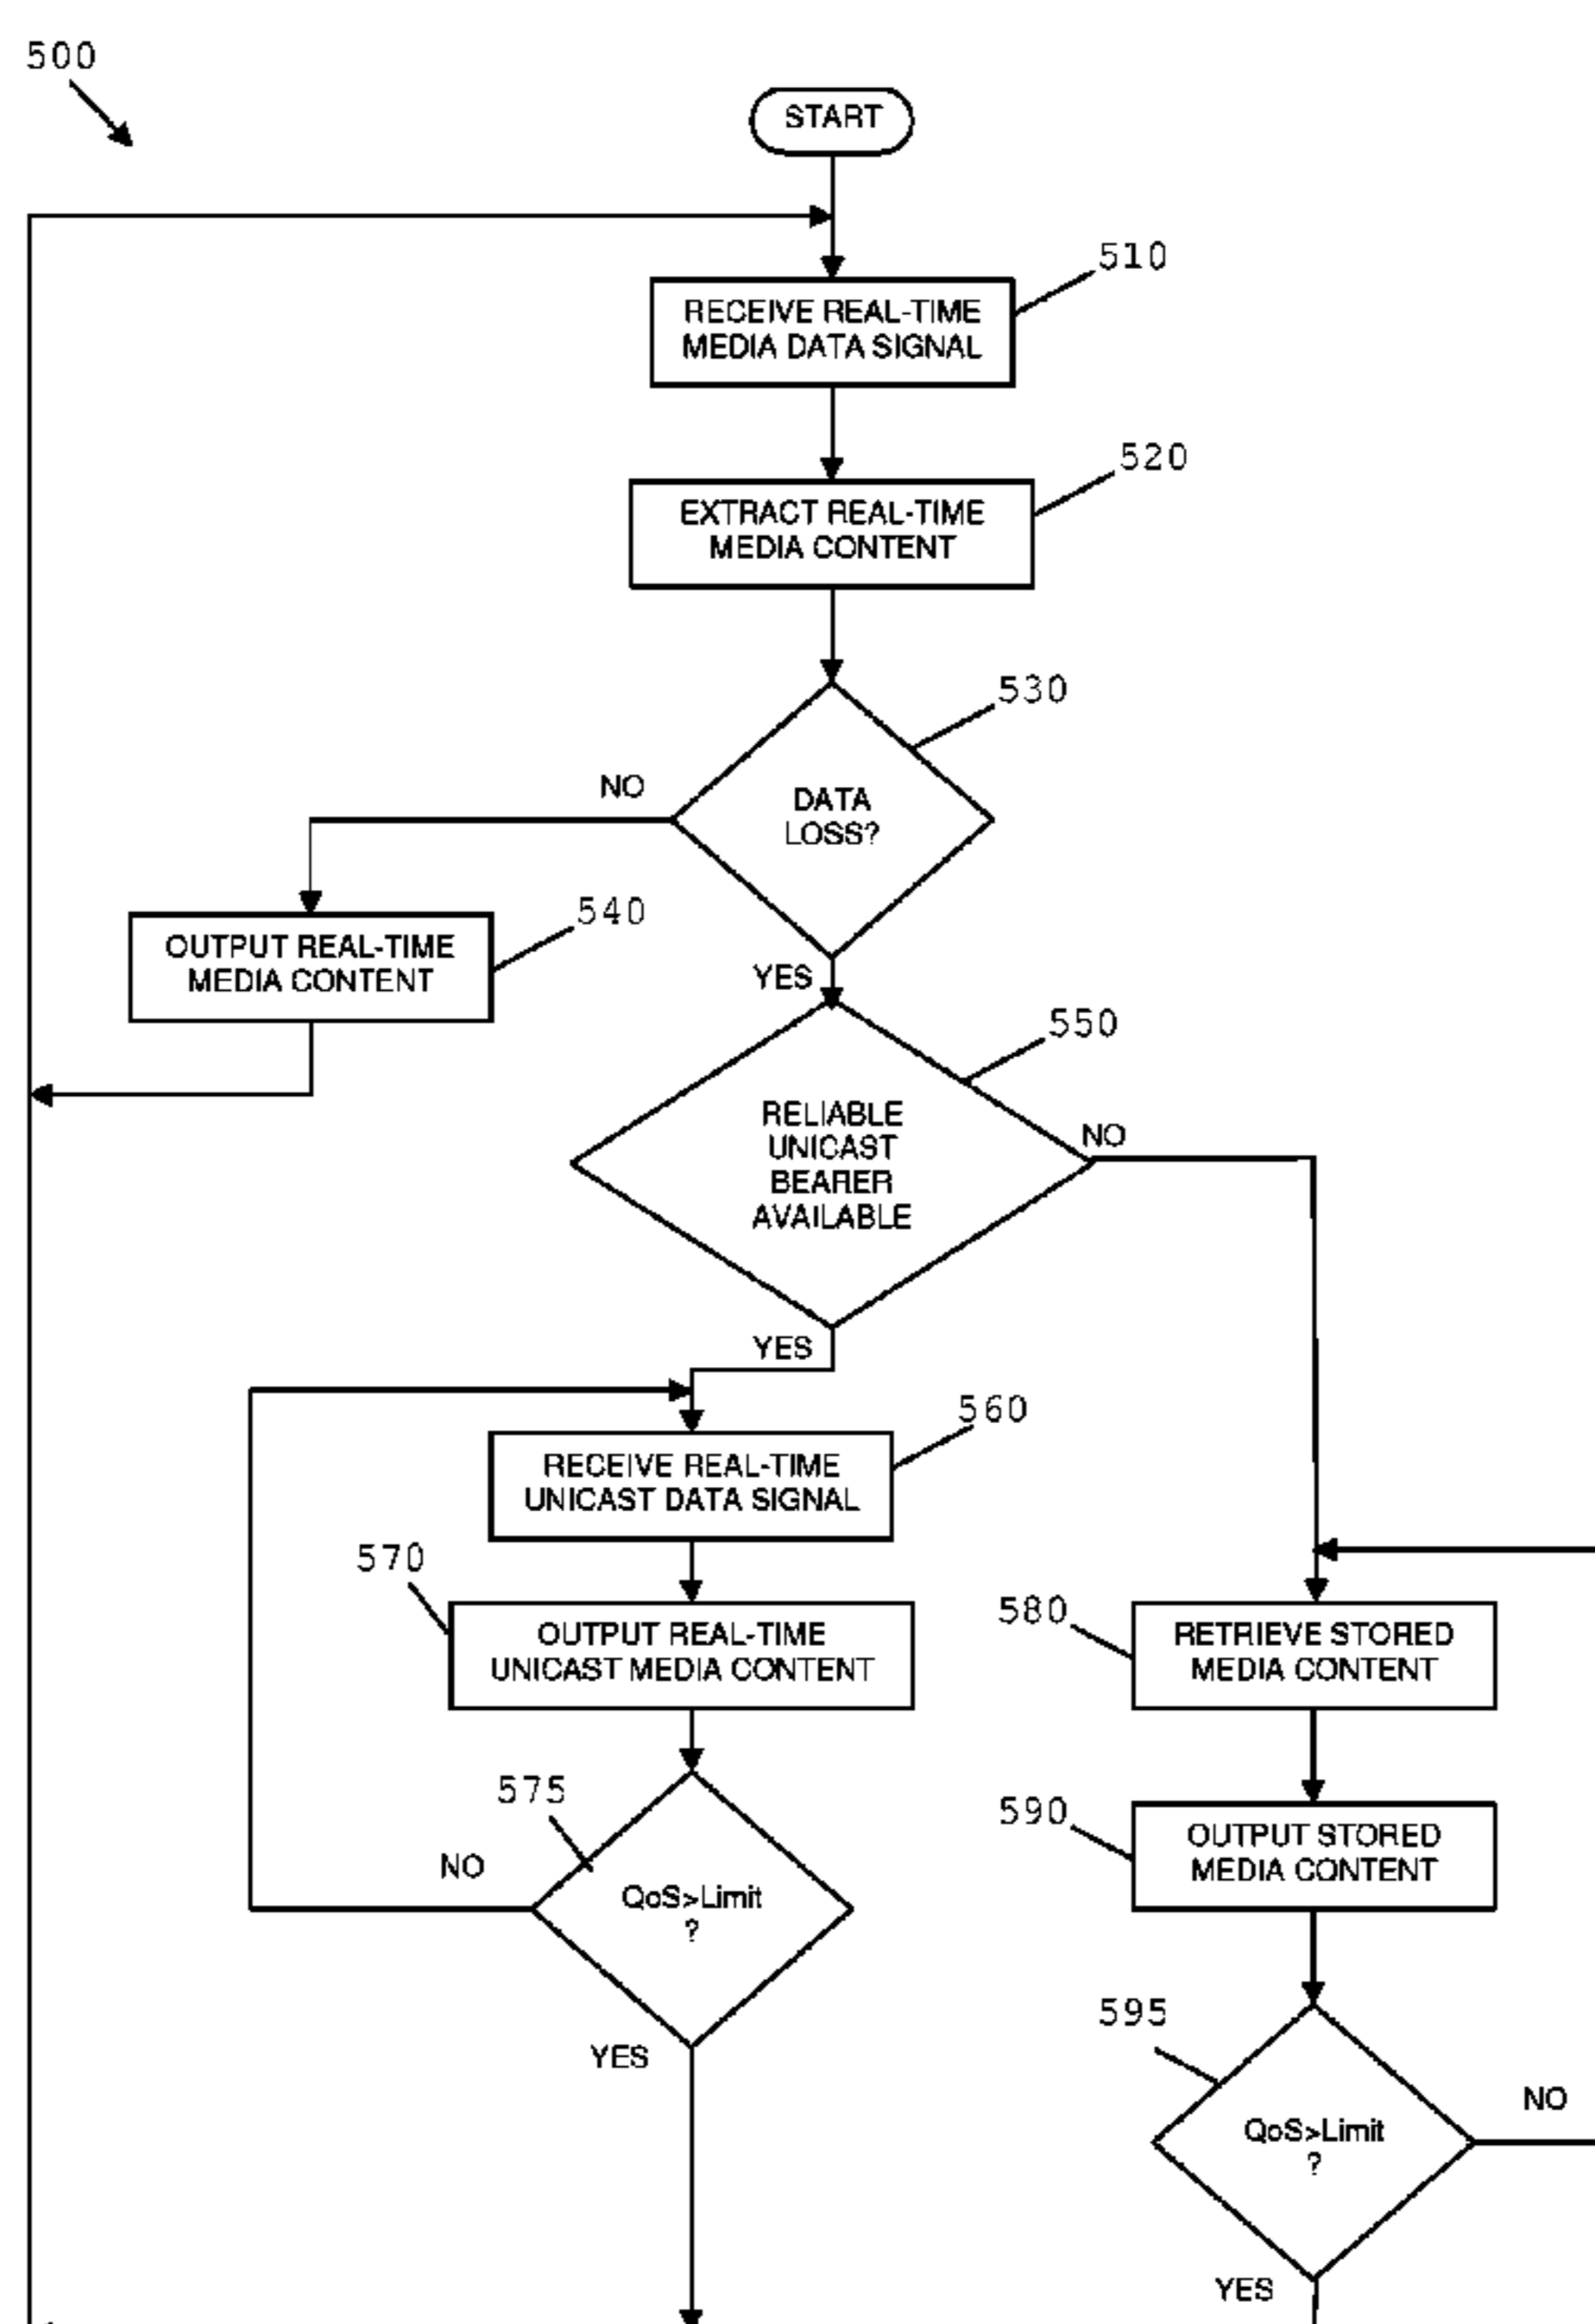 500
START
510
RECEIVE REAL-TIME
MEDIA DATA SIGNAL
520
EXTRACT REAL-TIME
MEDIA CONTENT
530
NO
DATA
LOSS?
540
OUTPUT REAL-TIME
MEDIA CONTENT
YES
550
RELIABLE
UNICAST
BEARER
AVAILABLE
NO
YES
560
RECEIVE REAL-TIME
UNICAST DATA SIGNAL
570
OUTPUT REAL-TIME
UNICAST MEDIA CONTENT
580
RETRIEVE STORED
MEDIA CONTENT
575
NO
QoS>Limit
?
YES
590
OUTPUT STORED
MEDIA CONTENT
595
NO
QoS>Limit
?
YES